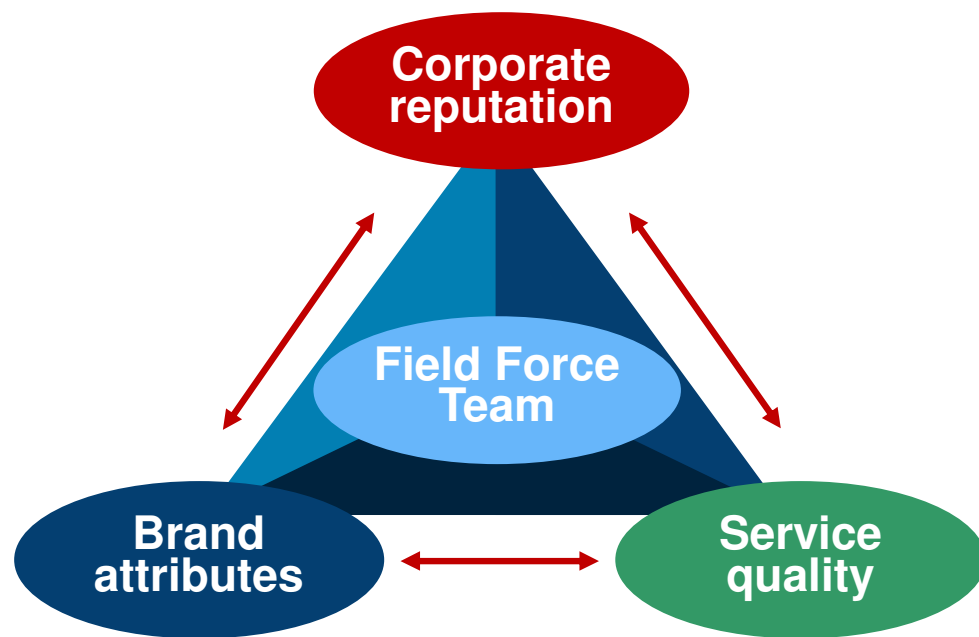 Corporate
reputation
Field Force
Team
Brand
attributes
Service
quality